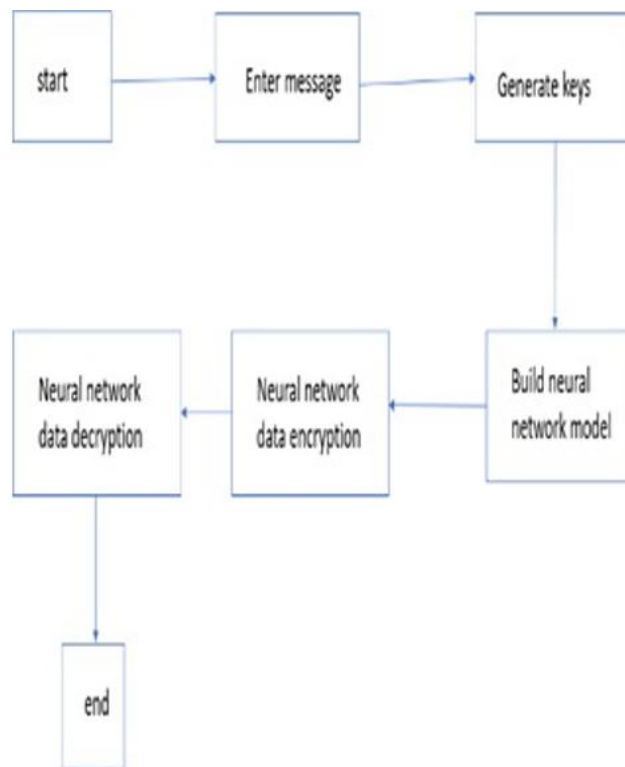 start
Enter message
Generate keys
Build neural
network model
Neural network
data encryption
Neural network
data decryption
end